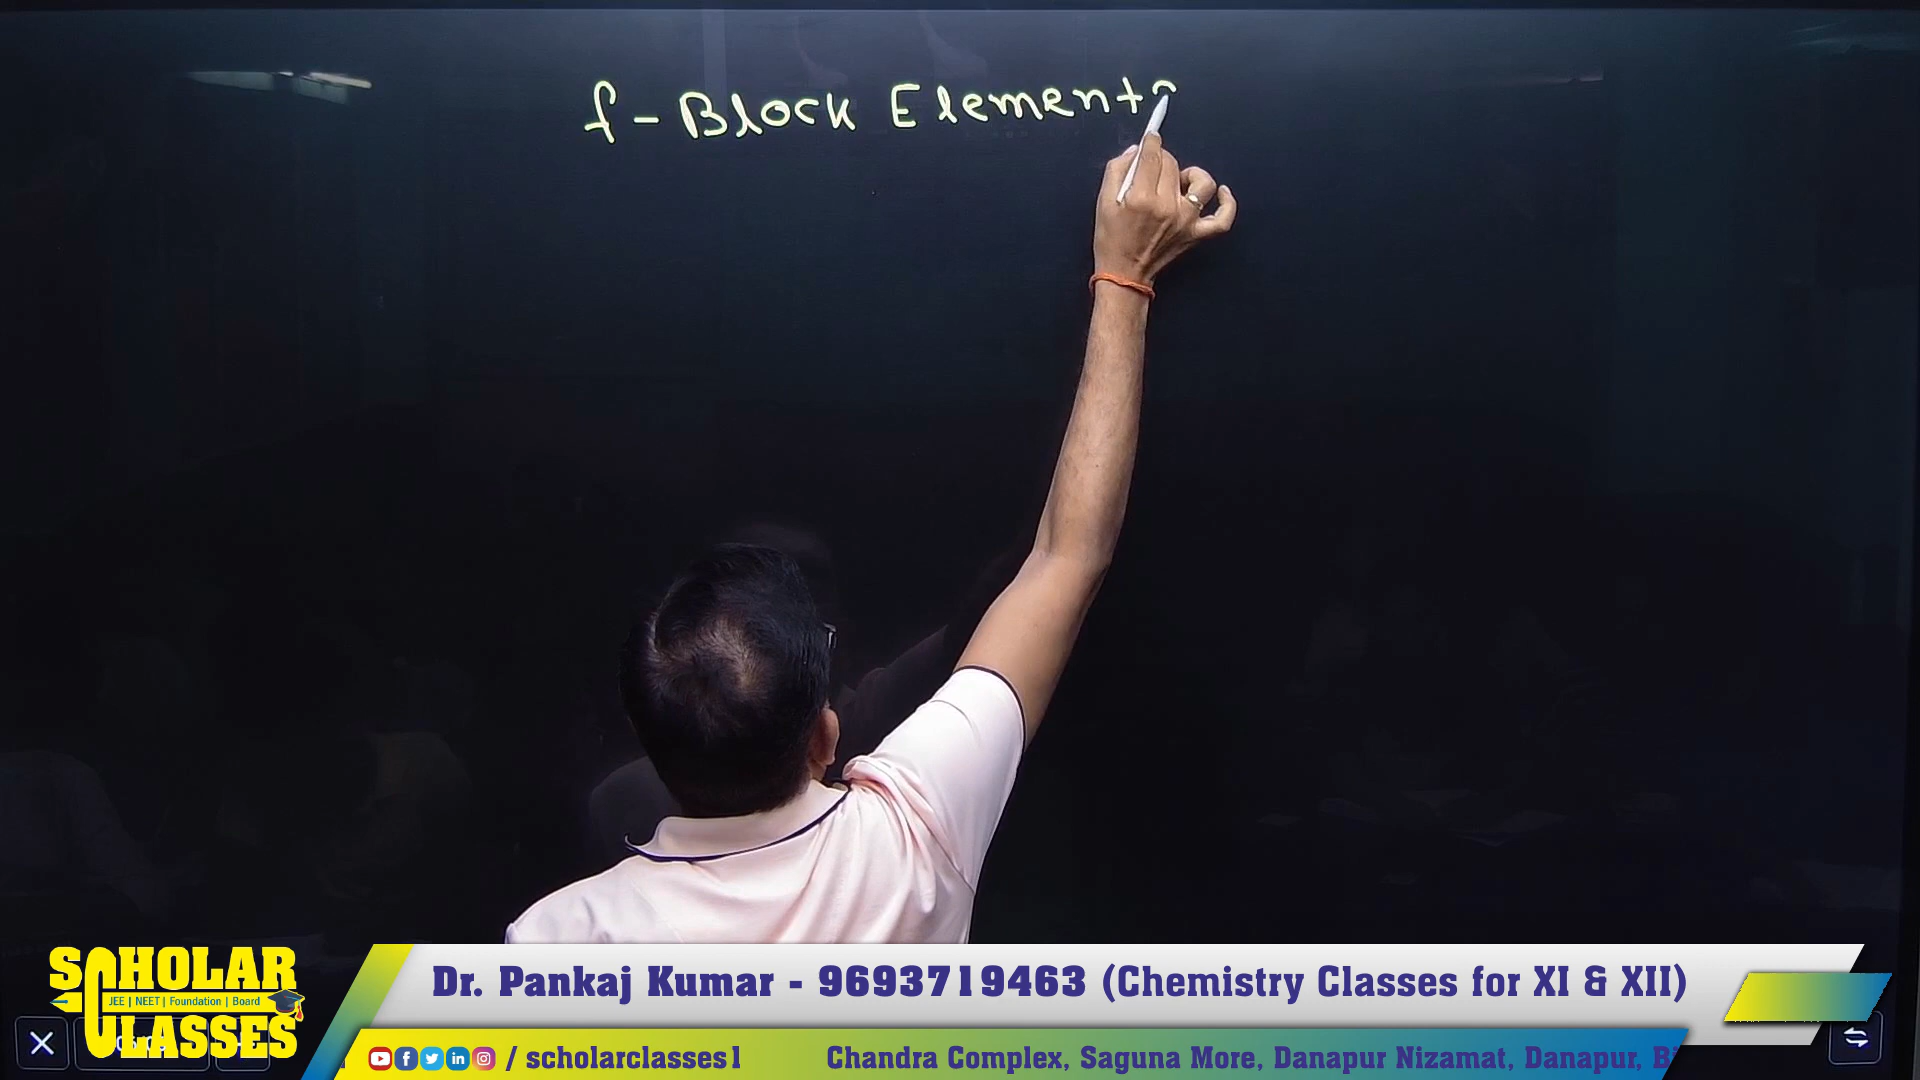 f-Block Elements
SCHOLAR
JEE | NEET | Foundation | Board
CLASSES
Dr. Pankaj Kumar - 9693719463 (Chemistry Classes for XI & XII)
/ scholarclasses1
Chandra Complex, Saguna More, Danapur Nizamat, Danapur,